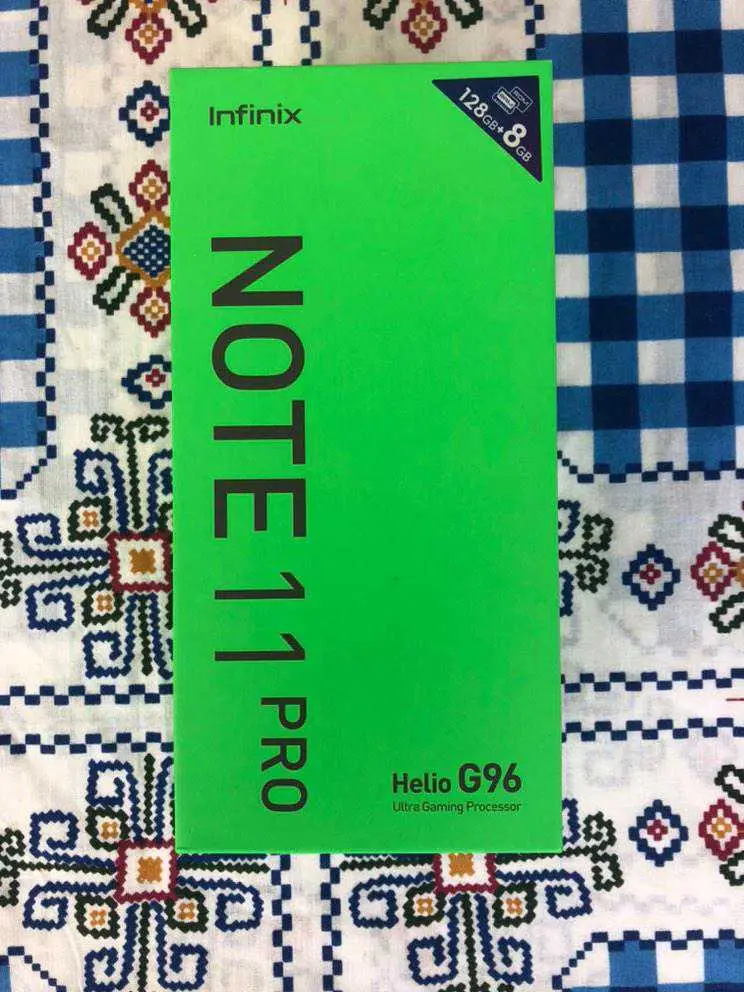 Infinix
128GB+8GB
NOTE 11 PRO
Helio G96
Ultra Gaming Processor